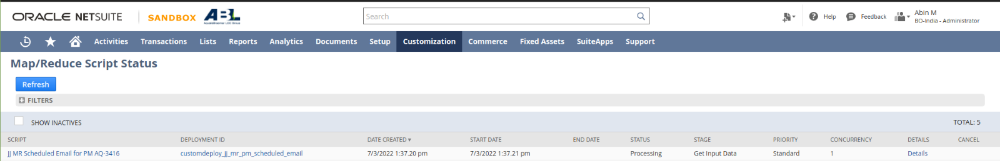 ORACLE NETSUITE SANDBOX ABL
Search
Help Feedback Abin M
BO-India - Administrator
Activities Transactions Lists Reports Analytics Documents Setup Customization Commerce Fixed Assets SuiteApps Support
Map/Reduce Script Status
Refresh
FILTERS
SHOW INACTIVES TOTAL: 5
SCRIPT DEPLOYMENT ID DATE CREATED START DATE END DATE STATUS STAGE PRIORITY CONCURRENCY DETAILS CANCEL
JJ MR Scheduled Email for PM AQ-3416 customdeploy_jj_mr_pm_scheduled_email 7/3/2022 1:37.20 pm 7/3/2022 1:37.21 pm Processing Get Input Data Standard 1 Details